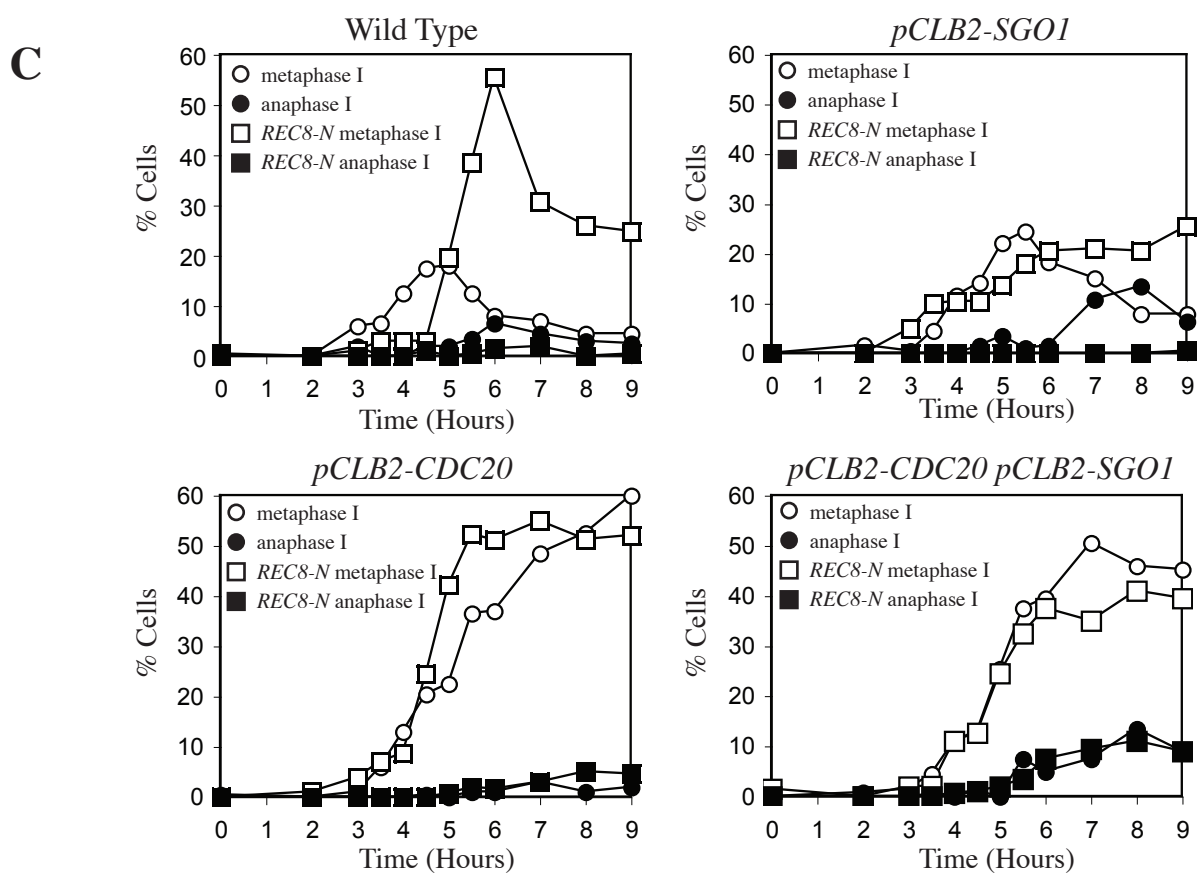 C
Wild Type
60
50
40
30
20
10
0
% Cells
metaphase I
anaphase I
REC8-N metaphase I
REC8-N anaphase I
0 1 2 3 4 5 6 7 8 9
Time (Hours)
pCLB2-SGO1
60
50
40
30
20
10
0
% Cells
metaphase I
anaphase I
REC8-N metaphase I
REC8-N anaphase I
0 1 2 3 4 5 6 7 8 9
Time (Hours)
pCLB2-CDC20
60
50
40
30
20
10
0
% Cells
metaphase I
anaphase I
REC8-N metaphase I
REC8-N anaphase I
0 1 2 3 4 5 6 7 8 9
Time (Hours)
pCLB2-CDC20 pCLB2-SGO1
60
50
40
30
20
10
0
% Cells
metaphase I
anaphase I
REC8-N metaphase I
REC8-N anaphase I
0 1 2 3 4 5 6 7 8 9
Time (Hours)